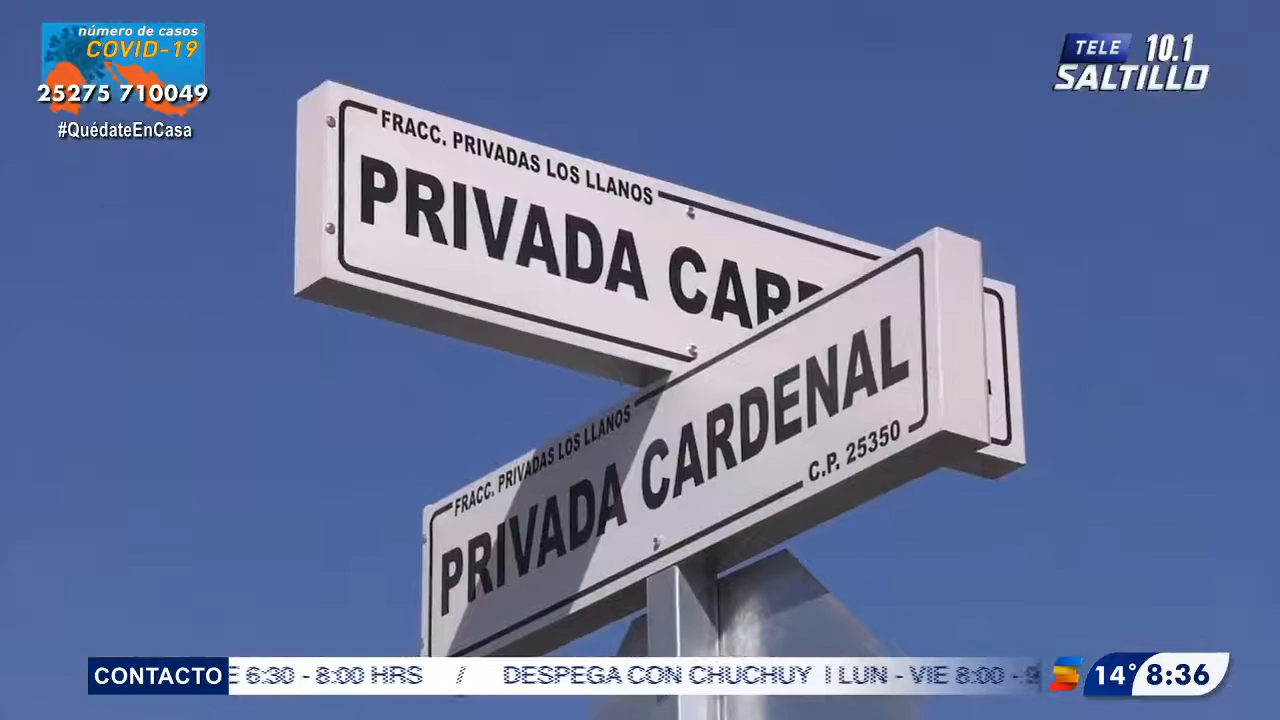 número de casos
COVID-19
25275 710049
#QuédateEnCasa
TELE 10.1
SALTILLO
FRACC. PRIVADAS LOS LLANOS
PRIVADA
FRACC. PRIVADAS LOS LLANOS
PRIVADA CARDENAL
C.P. 25350
CONTACTO
6:30 - 8:00 HRS / DESPEGA CON CHUCHUY I LUN - VIE 8:00 -
14° 8:36